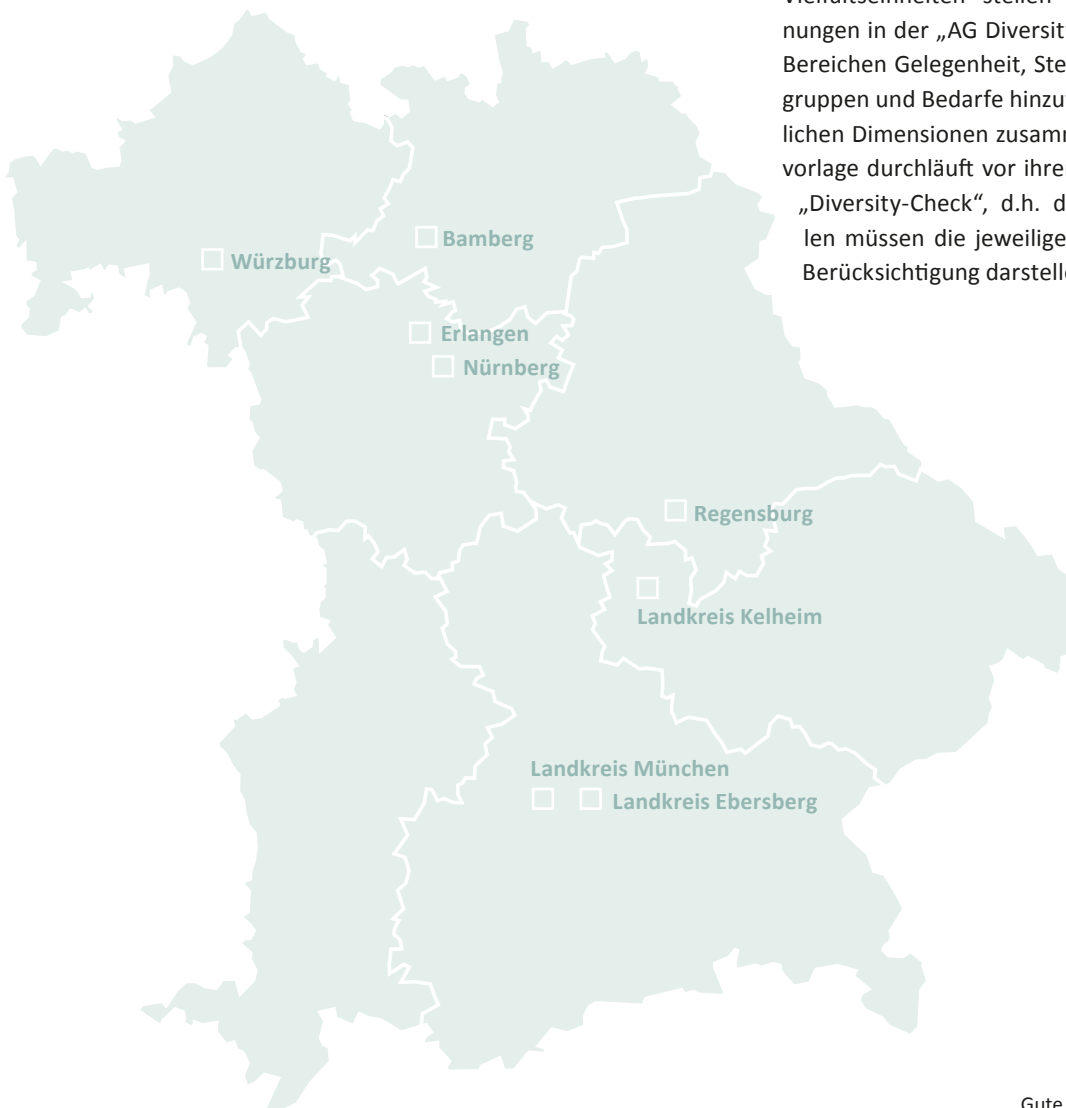 Vielfaltseinheiten stellen
nungen in der „AG Diversit
Bereichen Gelegenheit, Ste
gruppen und Bedarfe hinzu
lichen Dimensionen zusam
vorlage durchläuft vor ihre
„Diversity-Check“, d.h. d
len müssen die jeweilige
Berücksichtigung darstell
Bamberg
Würzburg
Erlangen
Nürnberg
Regensburg
Landkreis Kelheim
Landkreis München
Landkreis Ebersberg
Gute